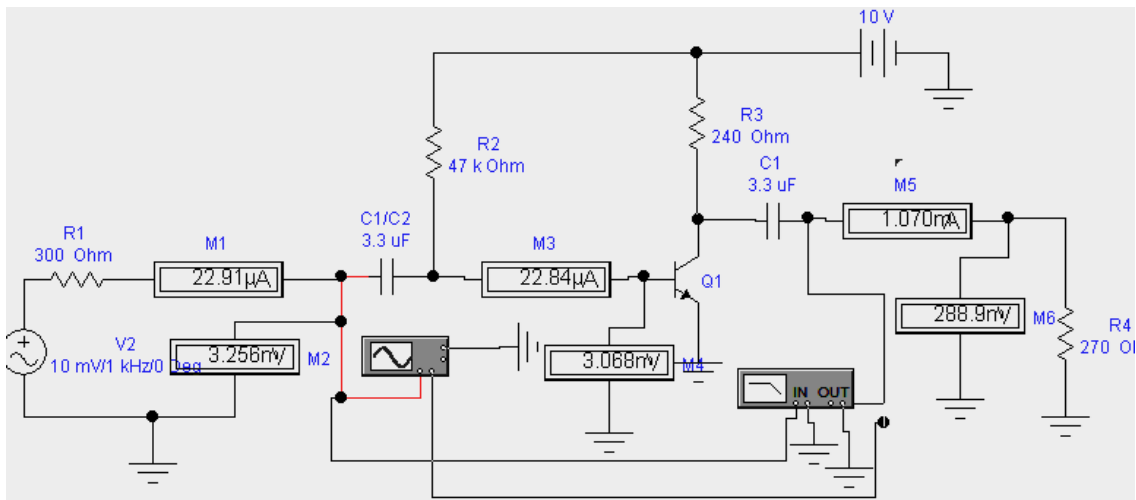 10 V
R3
240 Ohm
R2
47 k Ohm
C1
3.3 uF
M5
1.070mA
C1/C2
3.3 uF
R1
300 Ohm
M1
22.91µA
M3
22.84µA
Q1
288.9mV
M6
R4
270
V2
10 mV/1 kHz/0 Deg
3.256mV
M2
3.068mV
M4
IN OUT